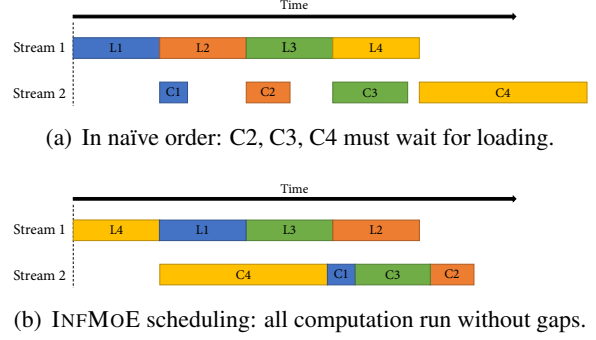 Time
Stream 1 L1 L2 L3 L4
Stream 2 C1 C2 C3 C4
(a) In naïve order: C2, C3, C4 must wait for loading.
Time
Stream 1 L4 L1 L3 L2
Stream 2 C4 C1 C3 C2
(b) INFMOE scheduling: all computation run without gaps.